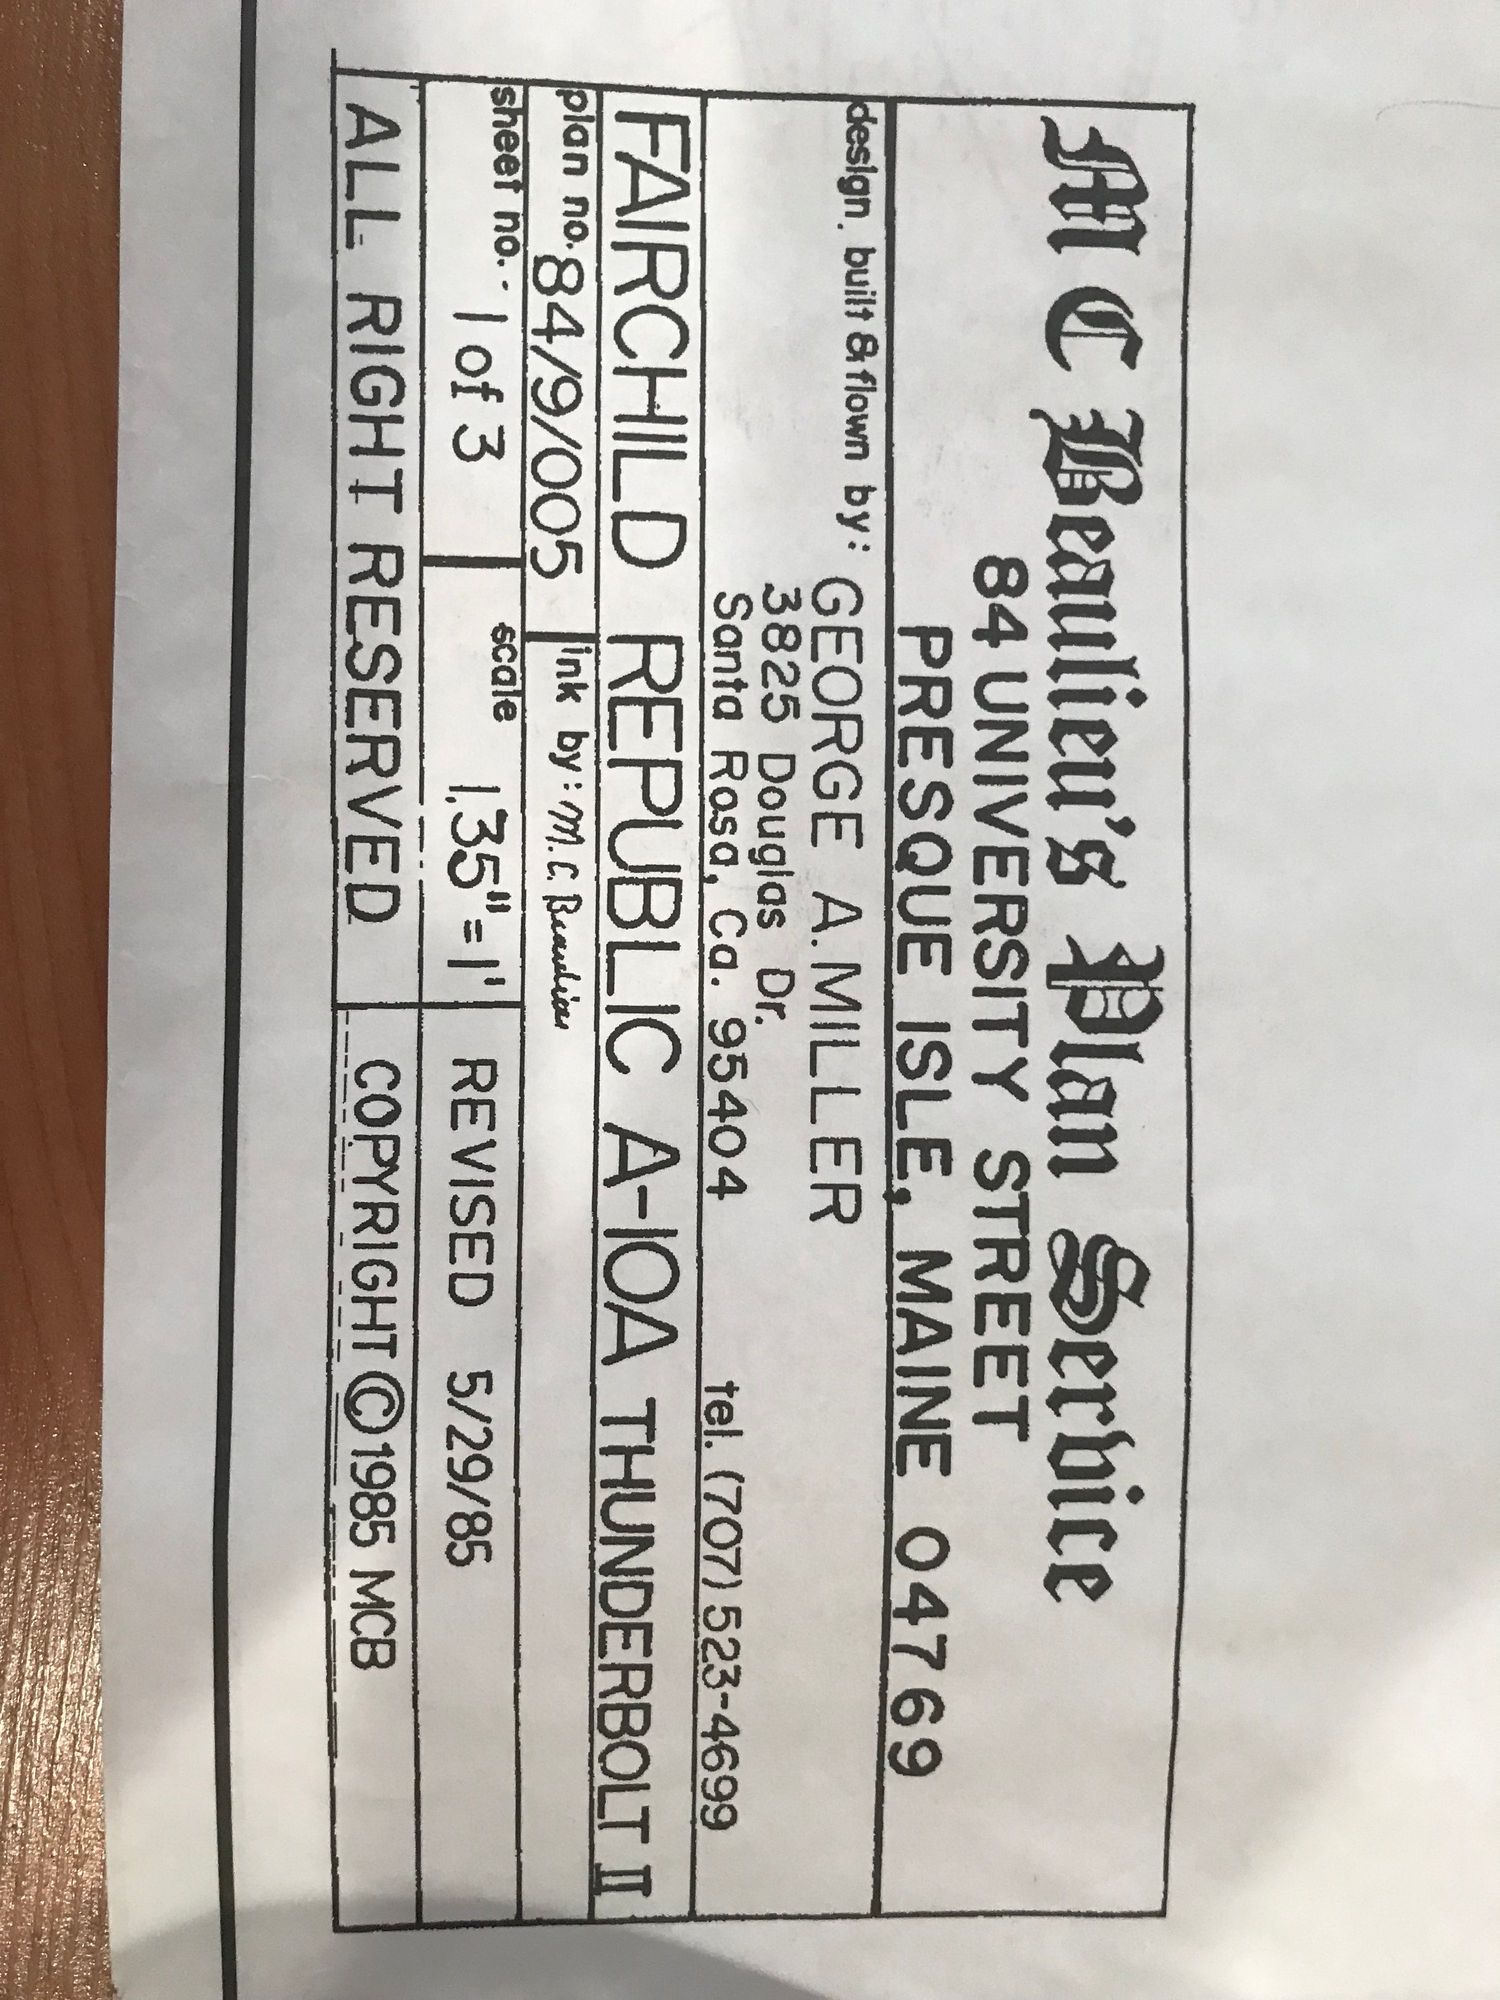 M C Beaulieu's Plan Service
84 UNIVERSITY STREET
PRESQUE ISLE, MAINE 04769
design. built & flown by: GEORGE A. MILLER
3825 Douglas Dr.
Santa Rosa, Ca. 95404 tel. (707) 523-4699
FAIRCHILD REPUBLIC A-10A THUNDERBOLT II
plan no. 84/9/005 ink by: M.C. Beaulieu
sheet no. 1 of 3 scale 1.35" = 1' REVISED 5/29/85
ALL RIGHT RESERVED COPYRIGHT © 1985 MCB